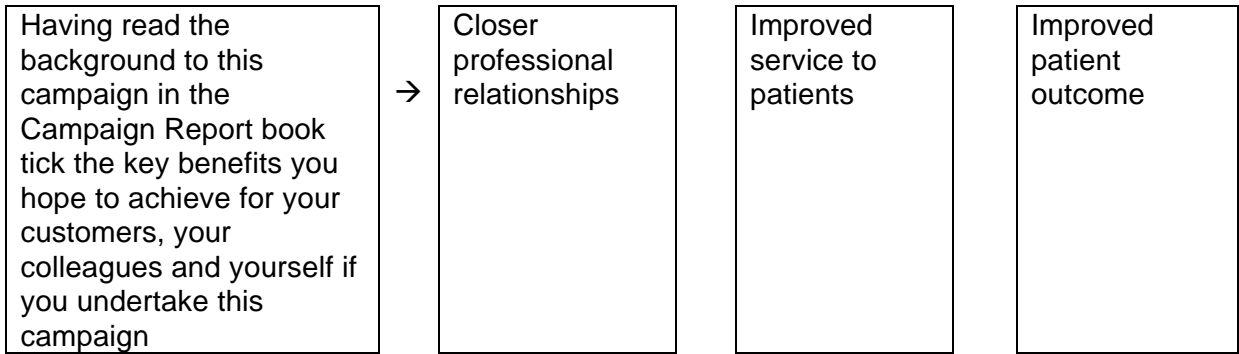 Having read the
background to this
campaign in the
Campaign Report book
tick the key benefits you
hope to achieve for your
customers, your
colleagues and yourself if
you undertake this
campaign
→
Closer
professional
relationships
Improved
service to
patients
Improved
patient
outcome